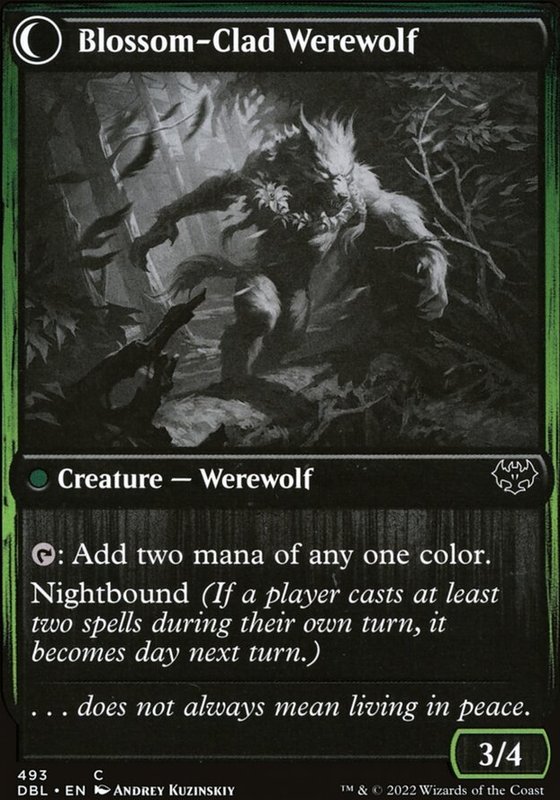 Blossom-Clad Werewolf
Creature — Werewolf
: Add two mana of any one color.
Nightbound (If a player casts at least
two spells during their own turn, it
becomes day next turn.)
. . . does not always mean living in peace.
3/4
493 C
DBL • EN Andrey Kuzinskiy
™ & © 2022 Wizards of the Coast